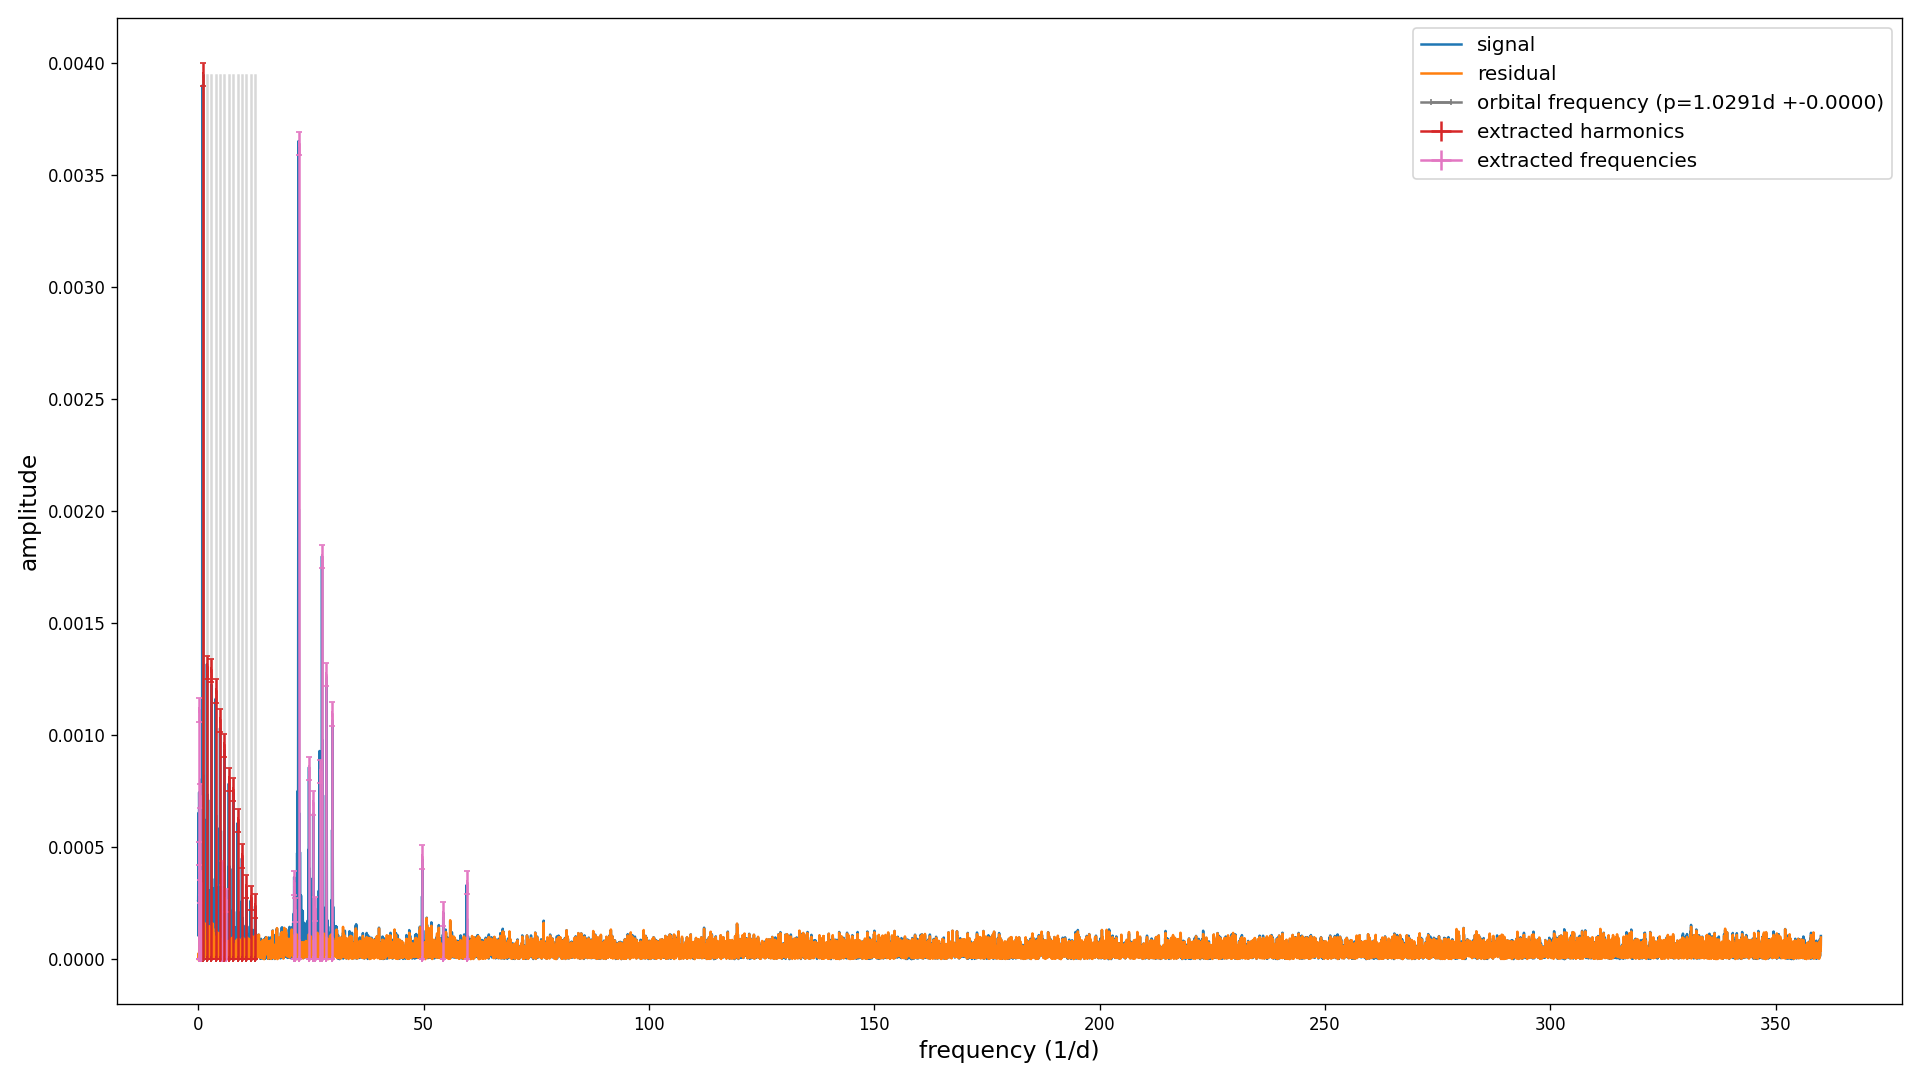 signal
residual
orbital frequency (p=1.0291d +-0.0000)
extracted harmonics
extracted frequencies
amplitude
0.0040
0.0035
0.0030
0.0025
0.0020
0.0015
0.0010
0.0005
0.0000
0 50 100 150 200 250 300 350
frequency (1/d)